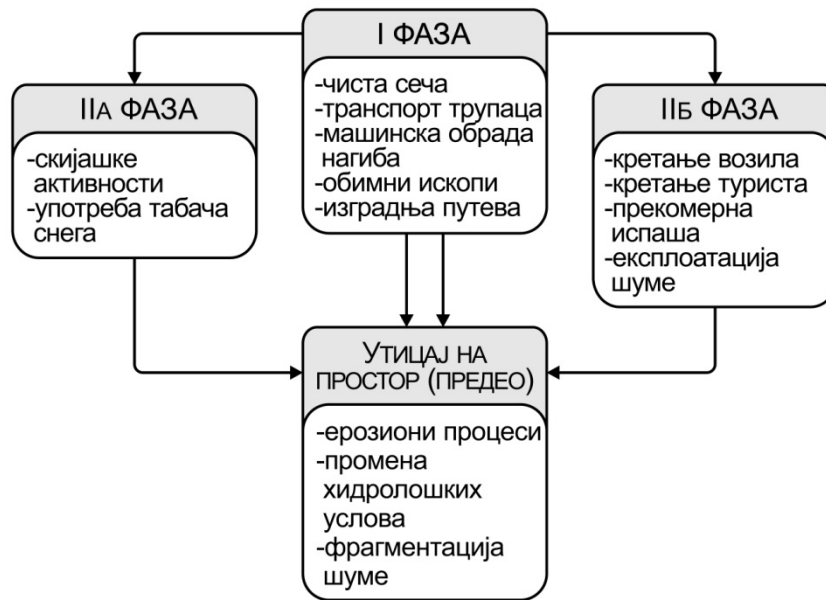 I ФАЗА
-чиста сеча
-транспорт трупаца
-машинска обрада
нагиба
-обимни ископи
-изградња путева
IIА ФАЗА
-скијашке
активности
-употреба табача
снега
IIБ ФАЗА
-кретање возила
-кретање туриста
-прекомерна
испаша
-експлоатација
шуме
УТИЦАЈ НА
ПРОСТОР (ПРЕДЕО)
-ерозиони процеси
-промена
хидролошких
услова
-фрагментација
шуме